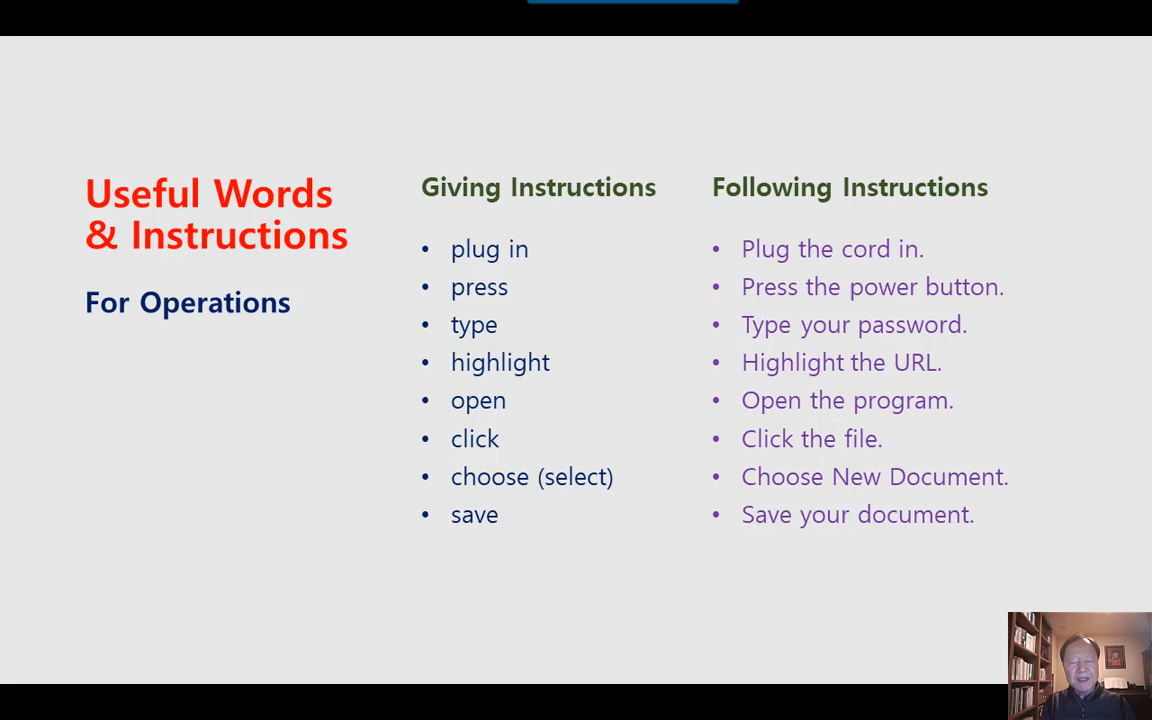 Useful Words
& Instructions
For Operations
Giving Instructions
• plug in
• press
• type
• highlight
• open
• click
• choose (select)
• save
Following Instructions
• Plug the cord in.
• Press the power button.
• Type your password.
• Highlight the URL.
• Open the program.
• Click the file.
• Choose New Document.
• Save your document.